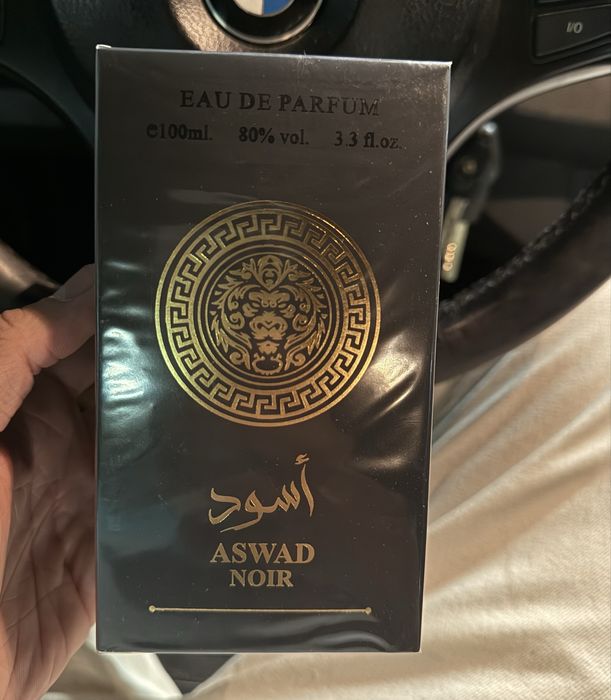 I/O
EAU DE PARFUM
℮100ml. 80% vol. 3.3 fl.oz.
أسود
ASWAD
NOIR